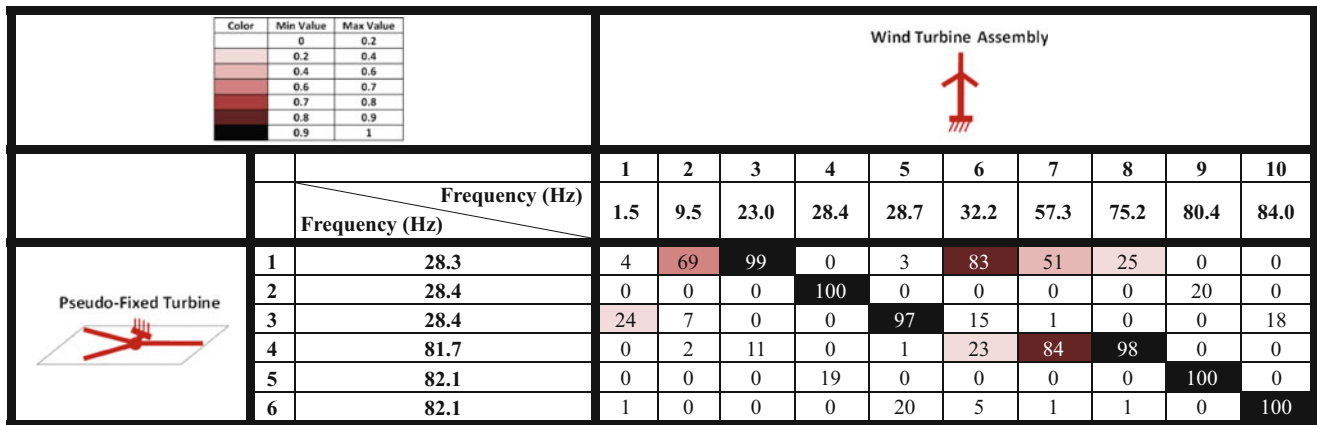 Color Min Value Max Value
0 0.2
0.2 0.4
0.4 0.6
0.6 0.7
0.7 0.8
0.8 0.9
0.9 1
Wind Turbine Assembly
1 2 3 4 5 6 7 8 9 10
Frequency (Hz)
Frequency (Hz)
1.5 9.5 23.0 28.4 28.7 32.2 57.3 75.2 80.4 84.0
Pseudo-Fixed Turbine
1 28.3 4 69 99 0 3 83 51 25 0 0
2 28.4 0 0 0 100 0 0 0 0 20 0
3 28.4 24 7 0 0 97 15 1 0 0 18
4 81.7 0 2 11 0 1 23 84 98 0 0
5 82.1 0 0 0 19 0 0 0 0 100 0
6 82.1 1 0 0 0 20 5 1 1 0 100